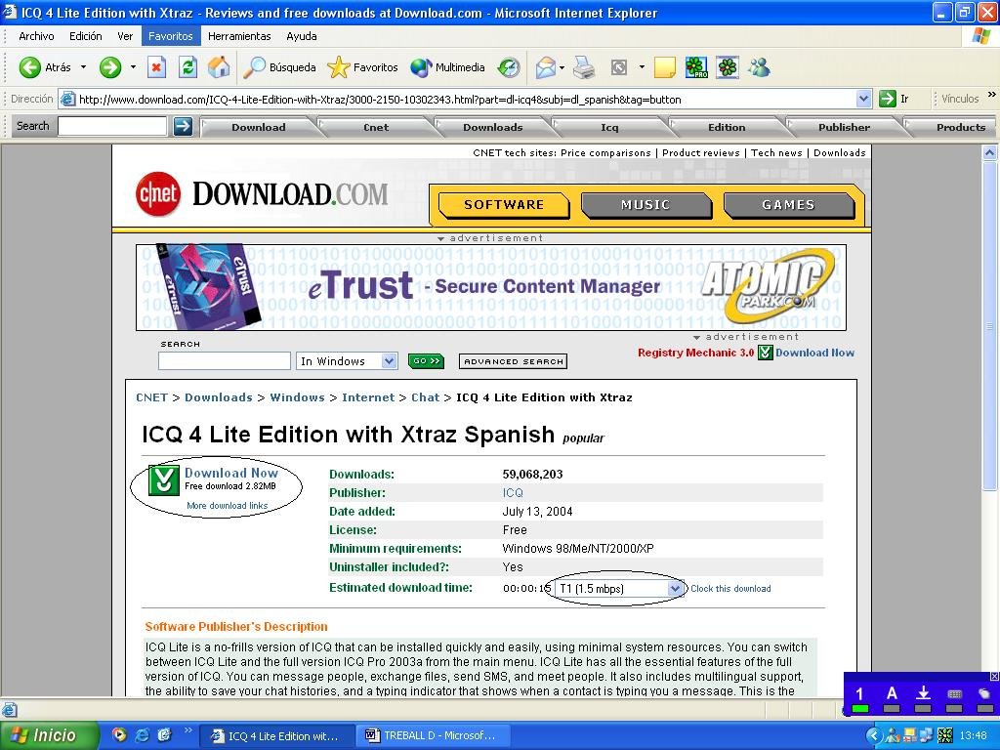 ICQ 4 Lite Edition with Xtraz - Reviews and free downloads at Download.com - Microsoft Internet Explorer
Archivo Edición Ver Favoritos Herramientas Ayuda
Atrás Búsqueda Favoritos Multimedia PRO
Dirección http://www.download.com/ICQ-4-Lite-Edition-with-Xtraz/3000-2150-10302343.html?part=dl-icq4&subj=dl_spanish&tag=button Ir Vínculos »
Search Download Cnet Downloads Icq Edition Publisher Products
CNET tech sites: Price comparisons | Product reviews | Tech news | Downloads
c|net DOWNLOAD.COM SOFTWARE MUSIC GAMES
advertisement
eTrust eTrust - Secure Content Manager ATOMIC PARK.COM
advertisement
SEARCH
Registry Mechanic 3.0 Download Now
In Windows GO >> ADVANCED SEARCH
CNET > Downloads > Windows > Internet > Chat > ICQ 4 Lite Edition with Xtraz
ICQ 4 Lite Edition with Xtraz Spanish popular
Download Now
Free download 2.82MB
More download links
Downloads: 59,068,203
Publisher: ICQ
Date added: July 13, 2004
License: Free
Minimum requirements: Windows 98/Me/NT/2000/XP
Uninstaller included?: Yes
Estimated download time: 00:00:15 T1 (1.5 mbps) Clock this download
Software Publisher's Description
ICQ Lite is a no-frills version of ICQ that can be installed quickly and easily, using minimal system resources. You can switch
between ICQ Lite and the full version ICQ Pro 2003a from the main menu. ICQ Lite has all the essential features of the full
version of ICQ. You can message people, exchange files, send SMS, and meet people. It also includes multilingual support,
the ability to save your chat histories, and a typing indicator that shows when a contact is typing you a message. This is the
1 A
Inicio » ICQ 4 Lite Edition wit... TREBALL D - Microsof... 13:48